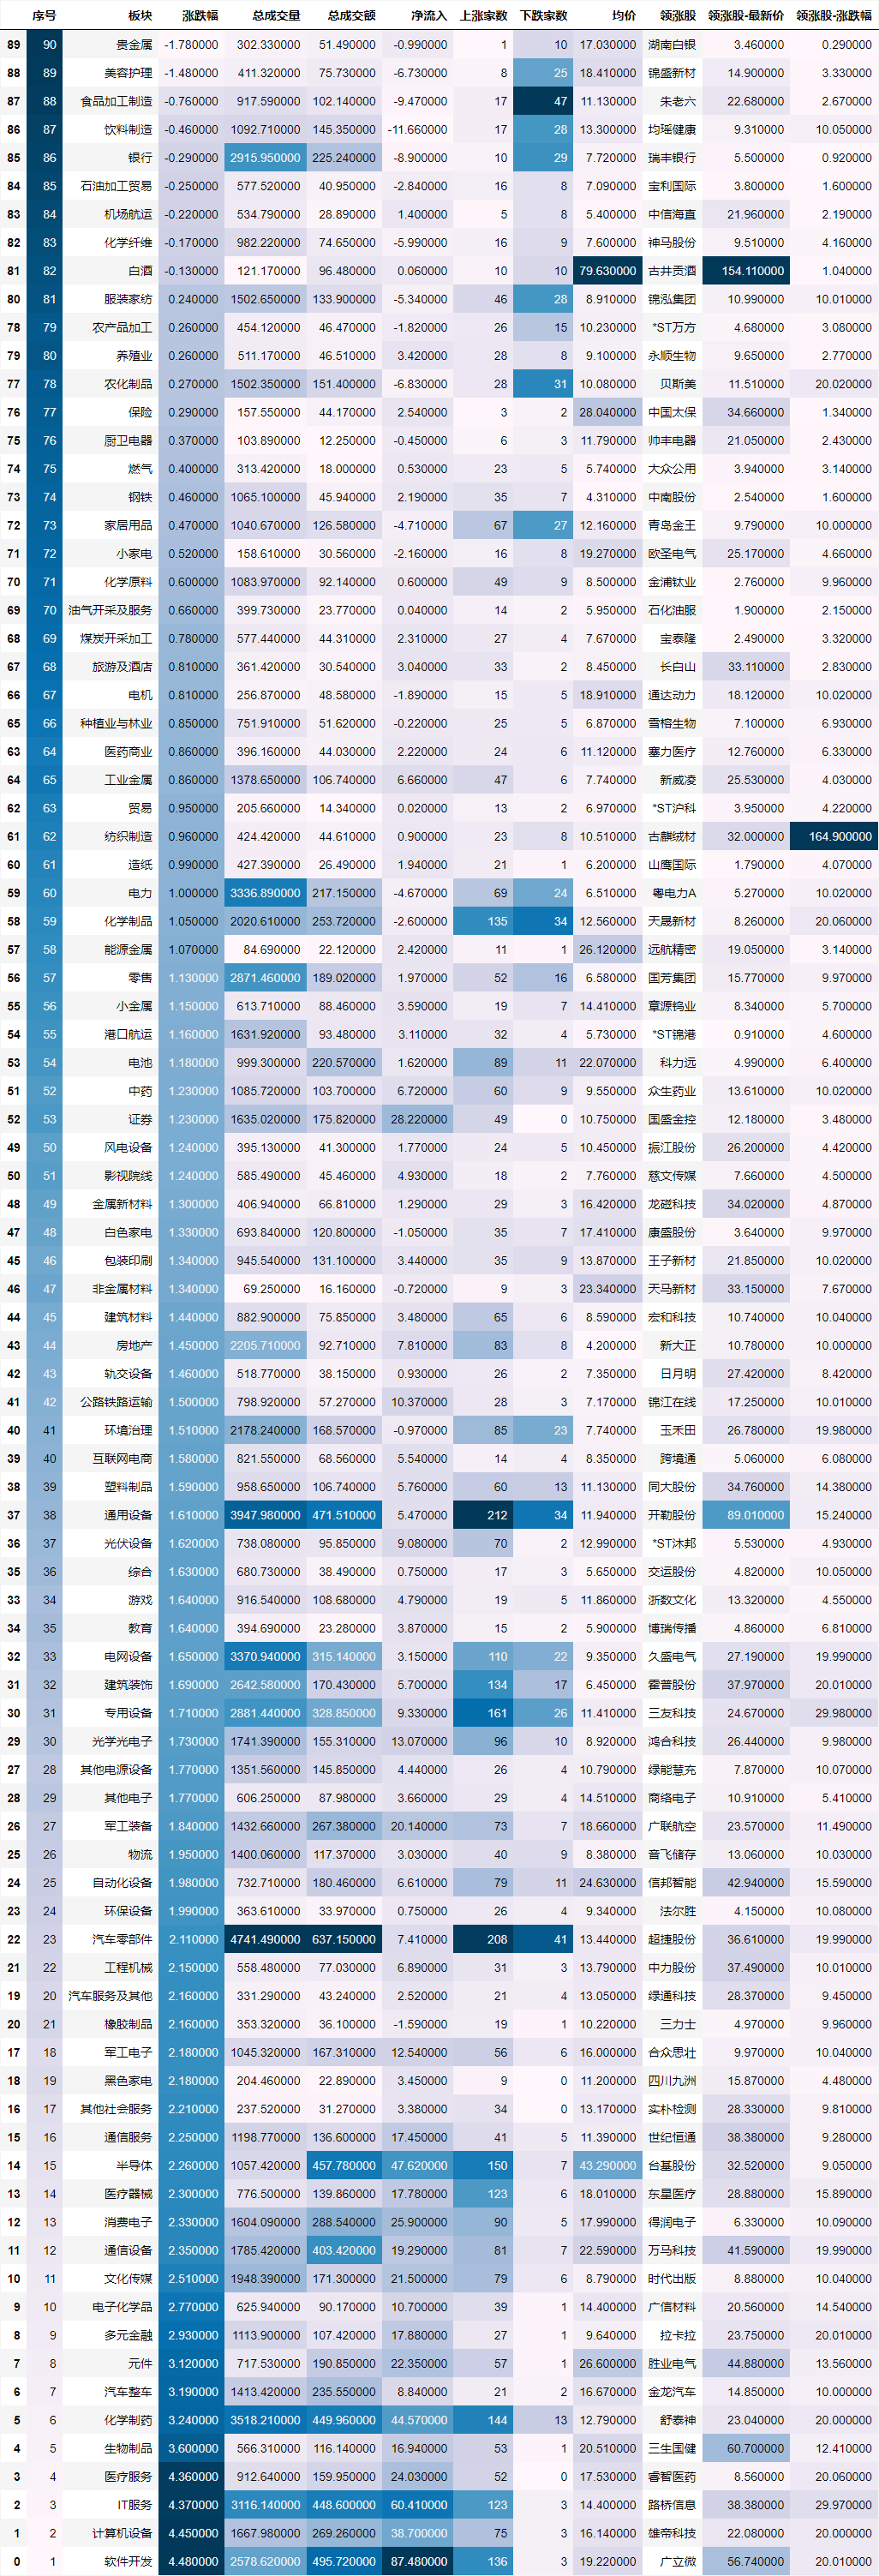 序号 板块 涨跌幅 总成交量 总成交额 净流入 上涨家数 下跌家数 均价 领涨股 领涨股-最新价 领涨股-涨跌幅
89 90 贵金属 -1.780000 302.330000 51.490000 -0.990000 1 10 17.030000 湖南白银 3.460000 0.290000
88 89 美容护理 -1.480000 411.320000 75.730000 -6.730000 8 25 18.410000 锦盛新材 14.900000 3.330000
87 88 食品加工制造 -0.760000 917.590000 102.140000 -9.470000 17 47 11.130000 朱老六 22.680000 2.670000
86 87 饮料制造 -0.460000 1092.710000 145.350000 -11.660000 17 28 13.300000 均瑶健康 9.310000 10.050000
85 86 银行 -0.290000 2915.950000 225.240000 -8.900000 10 29 7.720000 瑞丰银行 5.500000 0.920000
84 85 石油加工贸易 -0.250000 577.520000 40.950000 -2.840000 16 8 7.090000 宝利国际 3.800000 1.600000
83 84 机场航运 -0.220000 534.790000 28.890000 1.400000 5 8 5.400000 中信海直 21.960000 2.190000
82 83 化学纤维 -0.170000 982.220000 74.650000 -5.990000 16 9 7.600000 神马股份 9.510000 4.160000
81 82 白酒 -0.130000 121.170000 96.480000 0.060000 10 10 79.630000 古井贡酒 154.110000 1.040000
80 81 服装家纺 0.240000 1502.650000 133.900000 -5.340000 46 28 8.910000 锦泓集团 10.990000 10.010000
78 79 农产品加工 0.260000 454.120000 46.470000 -1.820000 26 15 10.230000 *ST万方 4.680000 3.080000
79 80 养殖业 0.260000 511.170000 46.510000 3.420000 28 8 9.100000 永顺生物 9.650000 2.770000
77 78 农化制品 0.270000 1502.350000 151.400000 -6.830000 28 31 10.080000 贝斯美 11.510000 20.020000
76 77 保险 0.290000 157.550000 44.170000 2.540000 3 2 28.040000 中国太保 34.660000 1.340000
75 76 厨卫电器 0.370000 103.890000 12.250000 -0.450000 6 3 11.790000 帅丰电器 21.050000 2.430000
74 75 燃气 0.400000 313.420000 18.000000 0.530000 23 5 5.740000 大众公用 3.940000 3.140000
73 74 钢铁 0.460000 1065.100000 45.940000 2.190000 35 7 4.310000 中南股份 2.540000 1.600000
72 73 家居用品 0.470000 1040.670000 126.580000 -4.710000 67 27 12.160000 青岛金王 9.790000 10.000000
71 72 小家电 0.520000 158.610000 30.560000 -2.160000 16 8 19.270000 欧圣电气 25.170000 4.660000
70 71 化学原料 0.600000 1083.970000 92.140000 0.600000 49 9 8.500000 金浦钛业 2.760000 9.960000
69 70 油气开采及服务 0.660000 399.730000 23.770000 0.040000 14 2 5.950000 石化油服 1.900000 2.150000
68 69 煤炭开采加工 0.780000 577.440000 44.310000 2.310000 27 4 7.670000 宝泰隆 2.490000 3.320000
67 68 旅游及酒店 0.810000 361.420000 30.540000 3.040000 33 2 8.450000 长白山 33.110000 2.830000
66 67 电机 0.810000 256.870000 48.580000 -1.890000 15 5 18.910000 通达动力 18.120000 10.020000
65 66 种植业与林业 0.850000 751.910000 51.620000 -0.220000 25 5 6.870000 雪榕生物 7.100000 6.930000
63 64 医药商业 0.860000 396.160000 44.030000 2.220000 24 6 11.120000 塞力医疗 12.760000 6.330000
64 65 工业金属 0.860000 1378.650000 106.740000 6.660000 47 6 7.740000 新威凌 25.530000 4.030000
62 63 贸易 0.950000 205.660000 14.340000 0.020000 13 2 6.970000 *ST沪科 3.950000 4.220000
61 62 纺织制造 0.960000 424.420000 44.610000 0.900000 23 8 10.510000 古麒绒材 32.000000 164.900000
60 61 造纸 0.990000 427.390000 26.490000 1.940000 21 1 6.200000 山鹰国际 1.790000 4.070000
59 60 电力 1.000000 3336.890000 217.150000 -4.670000 69 24 6.510000 粤电力A 5.270000 10.020000
58 59 化学制品 1.050000 2020.610000 253.720000 -2.600000 135 34 12.560000 天晟新材 8.260000 20.060000
57 58 能源金属 1.070000 84.690000 22.120000 2.420000 11 1 26.120000 远航精密 19.050000 3.140000
56 57 零售 1.130000 2871.460000 189.020000 1.970000 52 16 6.580000 国芳集团 15.770000 9.970000
55 56 小金属 1.150000 613.710000 88.460000 3.590000 19 7 14.410000 章源钨业 8.340000 5.700000
54 55 港口航运 1.160000 1631.920000 93.480000 3.110000 32 4 5.730000 *ST锦港 0.910000 4.600000
53 54 电池 1.180000 999.300000 220.570000 1.620000 89 11 22.070000 科力远 4.990000 6.400000
51 52 中药 1.230000 1085.720000 103.700000 6.720000 60 9 9.550000 众生药业 13.610000 10.020000
52 53 证券 1.230000 1635.020000 175.820000 28.220000 49 0 10.750000 国盛金控 12.180000 3.480000
49 50 风电设备 1.240000 395.130000 41.300000 1.770000 24 5 10.450000 振江股份 26.200000 4.420000
50 51 影视院线 1.240000 585.490000 45.460000 4.930000 18 2 7.760000 慈文传媒 7.660000 4.500000
48 49 金属新材料 1.300000 406.940000 66.810000 1.290000 29 3 16.420000 龙磁科技 34.020000 4.870000
47 48 白色家电 1.330000 693.840000 120.800000 -1.050000 35 7 17.410000 康盛股份 3.640000 9.970000
45 46 包装印刷 1.340000 945.540000 131.100000 3.440000 35 9 13.870000 王子新材 21.850000 10.020000
46 47 非金属材料 1.340000 69.250000 16.160000 -0.720000 9 3 23.340000 天马新材 33.150000 7.670000
44 45 建筑材料 1.440000 882.900000 75.850000 3.480000 65 6 8.590000 宏和科技 10.740000 10.040000
43 44 房地产 1.450000 2205.710000 92.710000 7.810000 83 8 4.200000 新大正 10.780000 10.000000
42 43 轨交设备 1.460000 518.770000 38.150000 0.930000 26 2 7.350000 日月明 27.420000 8.420000
41 42 公路铁路运输 1.500000 798.920000 57.270000 10.370000 28 3 7.170000 锦江在线 17.250000 10.010000
40 41 环境治理 1.510000 2178.240000 168.570000 -0.970000 85 23 7.740000 玉禾田 26.780000 19.980000
39 40 互联网电商 1.580000 821.550000 68.560000 5.540000 14 4 8.350000 跨境通 5.060000 6.080000
38 39 塑料制品 1.590000 958.650000 106.740000 5.760000 60 13 11.130000 同大股份 34.760000 14.380000
37 38 通用设备 1.610000 3947.980000 471.510000 5.470000 212 34 11.940000 开勒股份 89.010000 15.240000
36 37 光伏设备 1.620000 738.080000 95.850000 9.080000 70 2 12.990000 *ST沐邦 5.530000 4.930000
35 36 综合 1.630000 680.730000 38.490000 0.750000 17 3 5.650000 交运股份 4.820000 10.050000
33 34 游戏 1.640000 916.540000 108.680000 4.790000 19 5 11.860000 浙数文化 13.320000 4.550000
34 35 教育 1.640000 394.690000 23.280000 3.870000 15 2 5.900000 博瑞传播 4.860000 6.810000
32 33 电网设备 1.650000 3370.940000 315.140000 3.150000 110 22 9.350000 久盛电气 27.190000 19.990000
31 32 建筑装饰 1.690000 2642.580000 170.430000 5.700000 134 17 6.450000 霍普股份 37.970000 20.010000
30 31 专用设备 1.710000 2881.440000 328.850000 9.330000 161 26 11.410000 三友科技 24.670000 29.980000
29 30 光学光电子 1.730000 1741.390000 155.310000 13.070000 96 10 8.920000 鸿合科技 26.440000 9.980000
27 28 其他电源设备 1.770000 1351.560000 145.850000 4.440000 26 4 10.790000 绿能慧充 7.870000 10.070000
28 29 其他电子 1.770000 606.250000 87.980000 3.660000 29 4 14.510000 商络电子 10.910000 5.410000
26 27 军工装备 1.840000 1432.660000 267.380000 20.140000 73 7 18.660000 广联航空 23.570000 11.490000
25 26 物流 1.950000 1400.060000 117.370000 3.030000 40 9 8.380000 音飞储存 13.060000 10.030000
24 25 自动化设备 1.980000 732.710000 180.460000 6.610000 79 11 24.630000 信邦智能 42.940000 15.590000
23 24 环保设备 1.990000 363.610000 33.970000 0.750000 26 4 9.340000 法尔胜 4.150000 10.080000
22 23 汽车零部件 2.110000 4741.490000 637.150000 7.410000 208 41 13.440000 超捷股份 36.610000 19.990000
21 22 工程机械 2.150000 558.480000 77.030000 6.890000 31 3 13.790000 中力股份 37.490000 10.010000
19 20 汽车服务及其他 2.160000 331.290000 43.240000 2.520000 21 4 13.050000 绿通科技 28.370000 9.450000
20 21 橡胶制品 2.160000 353.320000 36.100000 -1.590000 19 1 10.220000 三力士 4.970000 9.960000
17 18 军工电子 2.180000 1045.320000 167.310000 12.540000 56 6 16.000000 合众思壮 9.970000 10.040000
18 19 黑色家电 2.180000 204.460000 22.890000 3.450000 9 0 11.200000 四川九洲 15.870000 4.480000
16 17 其他社会服务 2.210000 237.520000 31.270000 3.380000 34 0 13.170000 实朴检测 28.330000 9.810000
15 16 通信服务 2.250000 1198.770000 136.600000 17.450000 41 5 11.390000 世纪恒通 38.380000 9.280000
14 15 半导体 2.260000 1057.420000 457.780000 47.620000 150 7 43.290000 台基股份 32.520000 9.050000
13 14 医疗器械 2.300000 776.500000 139.860000 17.780000 123 6 18.010000 东星医疗 28.880000 15.890000
12 13 消费电子 2.330000 1604.090000 288.540000 25.900000 90 5 17.990000 得润电子 6.330000 10.090000
11 12 通信设备 2.350000 1785.420000 403.420000 19.290000 81 7 22.590000 万马科技 41.590000 19.990000
10 11 文化传媒 2.510000 1948.390000 171.300000 21.500000 79 6 8.790000 时代出版 8.880000 10.040000
9 10 电子化学品 2.770000 625.940000 90.170000 10.700000 39 1 14.400000 广信材料 20.560000 14.540000
8 9 多元金融 2.930000 1113.900000 107.420000 17.880000 27 1 9.640000 拉卡拉 23.750000 20.010000
7 8 元件 3.120000 717.530000 190.850000 22.350000 57 1 26.600000 胜业电气 44.880000 13.560000
6 7 汽车整车 3.190000 1413.420000 235.550000 8.840000 21 2 16.670000 金龙汽车 14.850000 10.000000
5 6 化学制药 3.240000 3518.210000 449.960000 44.570000 144 13 12.790000 舒泰神 23.040000 20.000000
4 5 生物制品 3.600000 566.310000 116.140000 16.940000 53 1 20.510000 三生国健 60.700000 12.410000
3 4 医疗服务 4.360000 912.640000 159.950000 24.030000 52 0 17.530000 睿智医药 8.560000 20.060000
2 3 IT服务 4.370000 3116.140000 448.600000 60.410000 123 3 14.400000 路桥信息 38.380000 29.970000
1 2 计算机设备 4.450000 1667.980000 269.260000 38.700000 75 3 16.140000 雄帝科技 22.080000 20.000000
0 1 软件开发 4.480000 2578.620000 495.720000 87.480000 136 3 19.220000 广立微 56.740000 20.010000